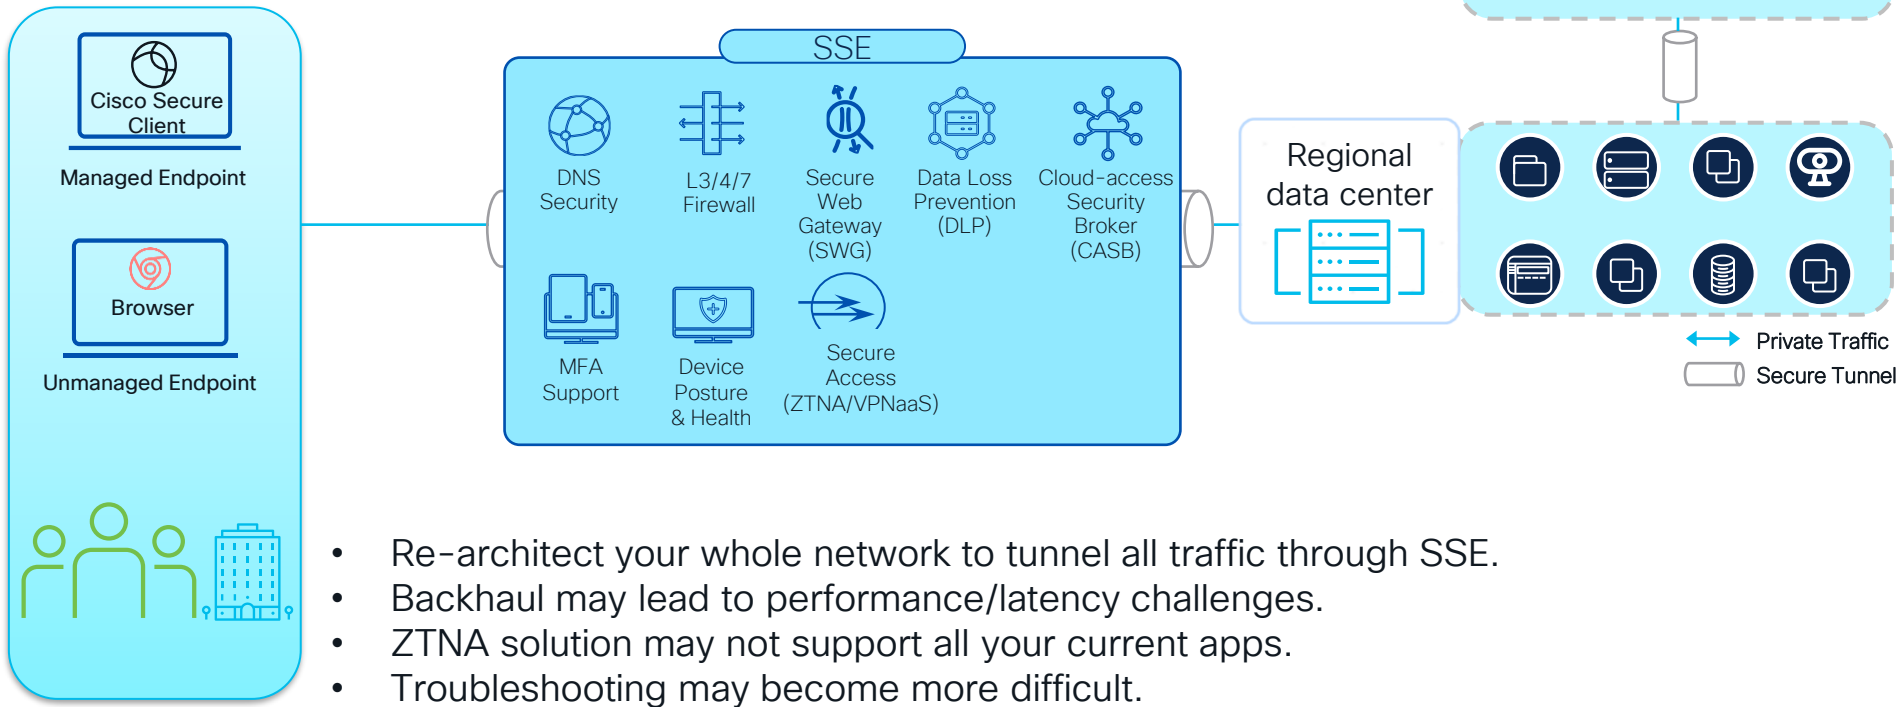 SSE
Cisco Secure
Client
Managed Endpoint
Browser
Unmanaged Endpoint
DNS
Security
L3/4/7
Firewall
Secure
Web
Gateway
(SWG)
Data Loss
Prevention
(DLP)
Cloud-access
Security
Broker
(CASB)
MFA
Support
Device
Posture
& Health
Secure
Access
(ZTNA/VPNaaS)
Regional
data center
Private Traffic
Secure Tunnel
• Re-architect your whole network to tunnel all traffic through SSE.
• Backhaul may lead to performance/latency challenges.
• ZTNA solution may not support all your current apps.
• Troubleshooting may become more difficult.